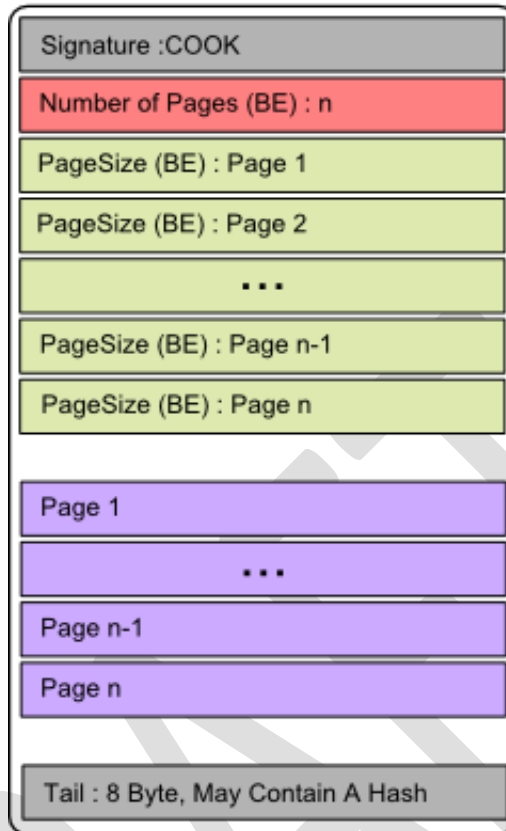 Signature :COOK
Number of Pages (BE) : n
PageSize (BE) : Page 1
PageSize (BE) : Page 2
...
PageSize (BE) : Page n-1
PageSize (BE) : Page n
Page 1
...
Page n-1
Page n
Tail : 8 Byte, May Contain A Hash